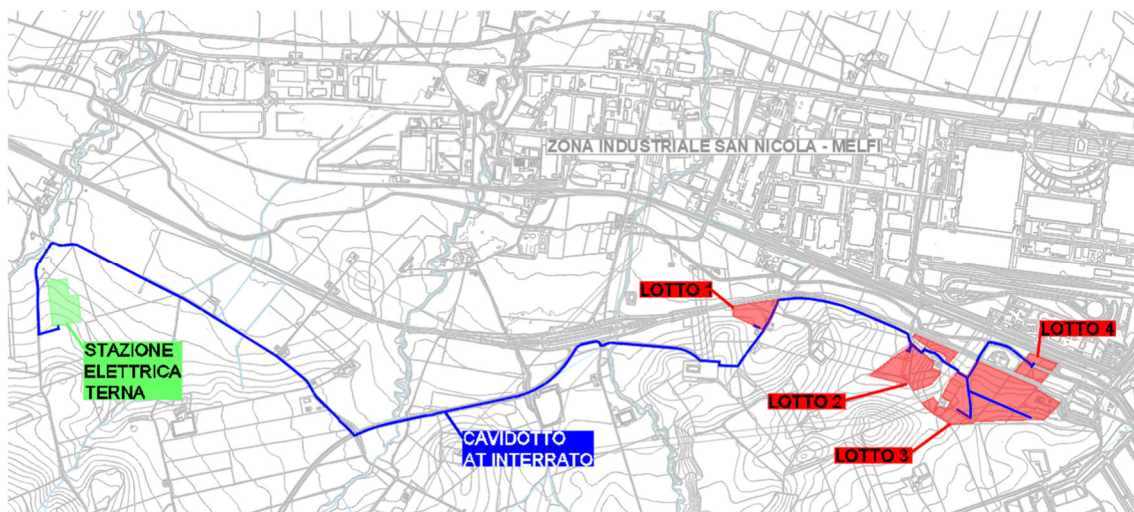 ZONA INDUSTRIALE SAN NICOLA - MELFI
LOTTO 1
LOTTO 4
STAZIONE
ELETTRICA
TERNA
LOTTO 2
CAVIDOTTO
AT INTERRATO
LOTTO 3